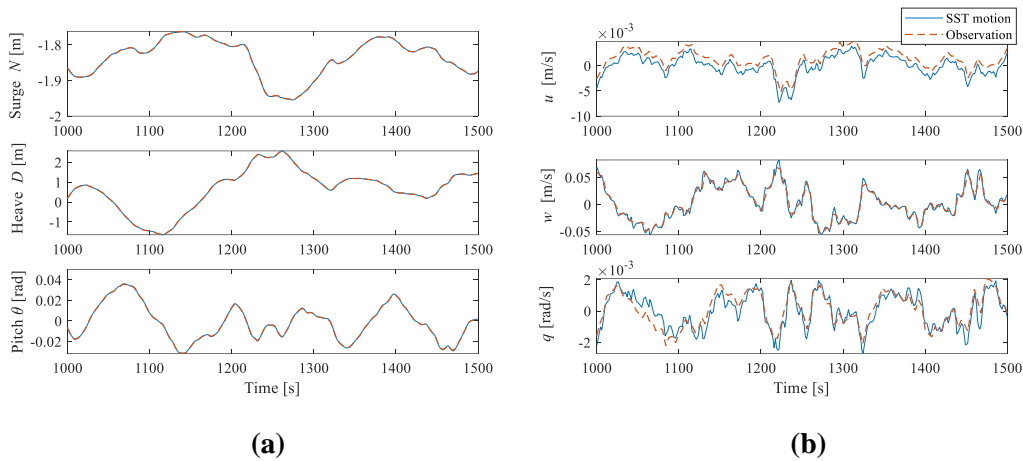 Surge N [m]
-1.8
-1.9
-2
1000 1100 1200 1300 1400 1500
Heave D [m]
2
1
0
-1
1000 1100 1200 1300 1400 1500
Pitch θ [rad]
0.04
0.02
0
-0.02
1000 1100 1200 1300 1400 1500
Time [s]
(a)
SST motion
Observation
×10-3
u [m/s]
0
-5
-10
1000 1100 1200 1300 1400 1500
w [m/s]
0.05
0
-0.05
1000 1100 1200 1300 1400 1500
×10-3
q [rad/s]
2
0
-2
1000 1100 1200 1300 1400 1500
Time [s]
(b)